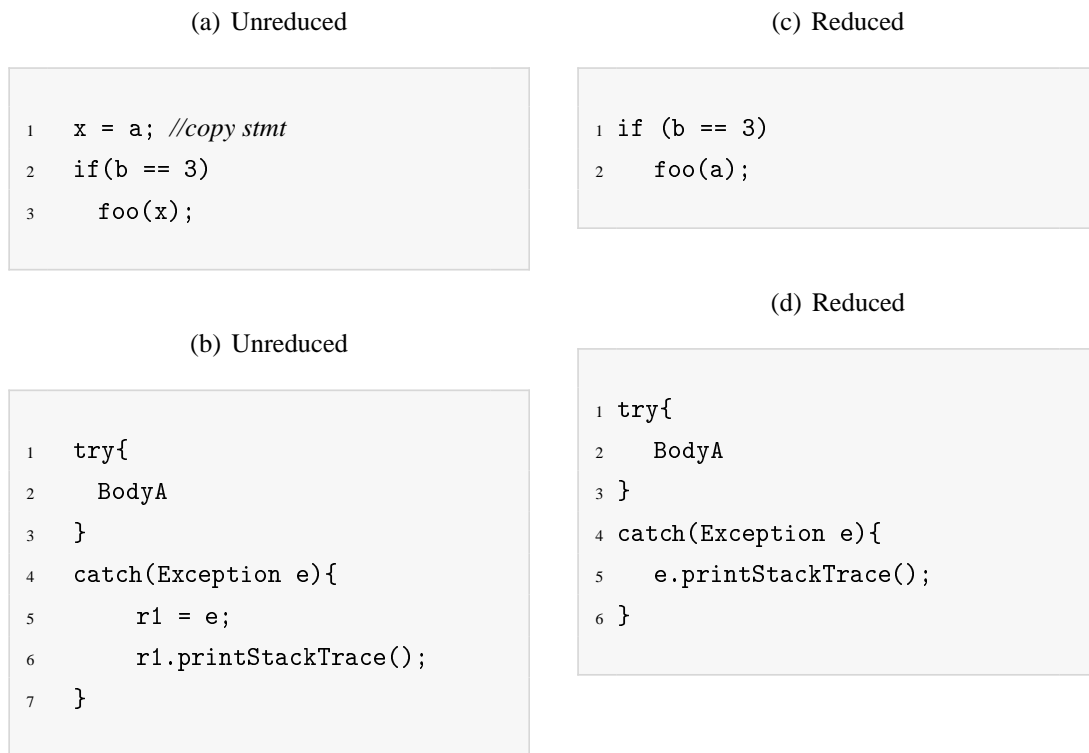 (a) Unreduced
1 x = a; //copy stmt
2 if(b == 3)
3 foo(x);
(b) Unreduced
1 try{
2 BodyA
3 }
4 catch(Exception e){
5 r1 = e;
6 r1.printStackTrace();
7 }
(c) Reduced
1 if (b == 3)
2 foo(a);
(d) Reduced
1 try{
2 BodyA
3 }
4 catch(Exception e){
5 e.printStackTrace();
6 }